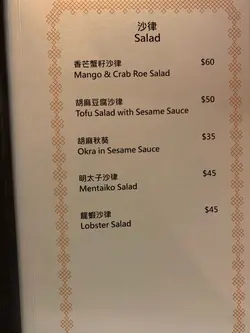 沙律
Salad
香芒蟹籽沙律 $60
Mango & Crab Roe Salad
胡麻豆腐沙律 $50
Tofu Salad with Sesame Sauce
胡麻秋葵 $35
Okra in Sesame Sauce
明太子沙律 $45
Mentaiko Salad
龍蝦沙律 $45
Lobster Salad